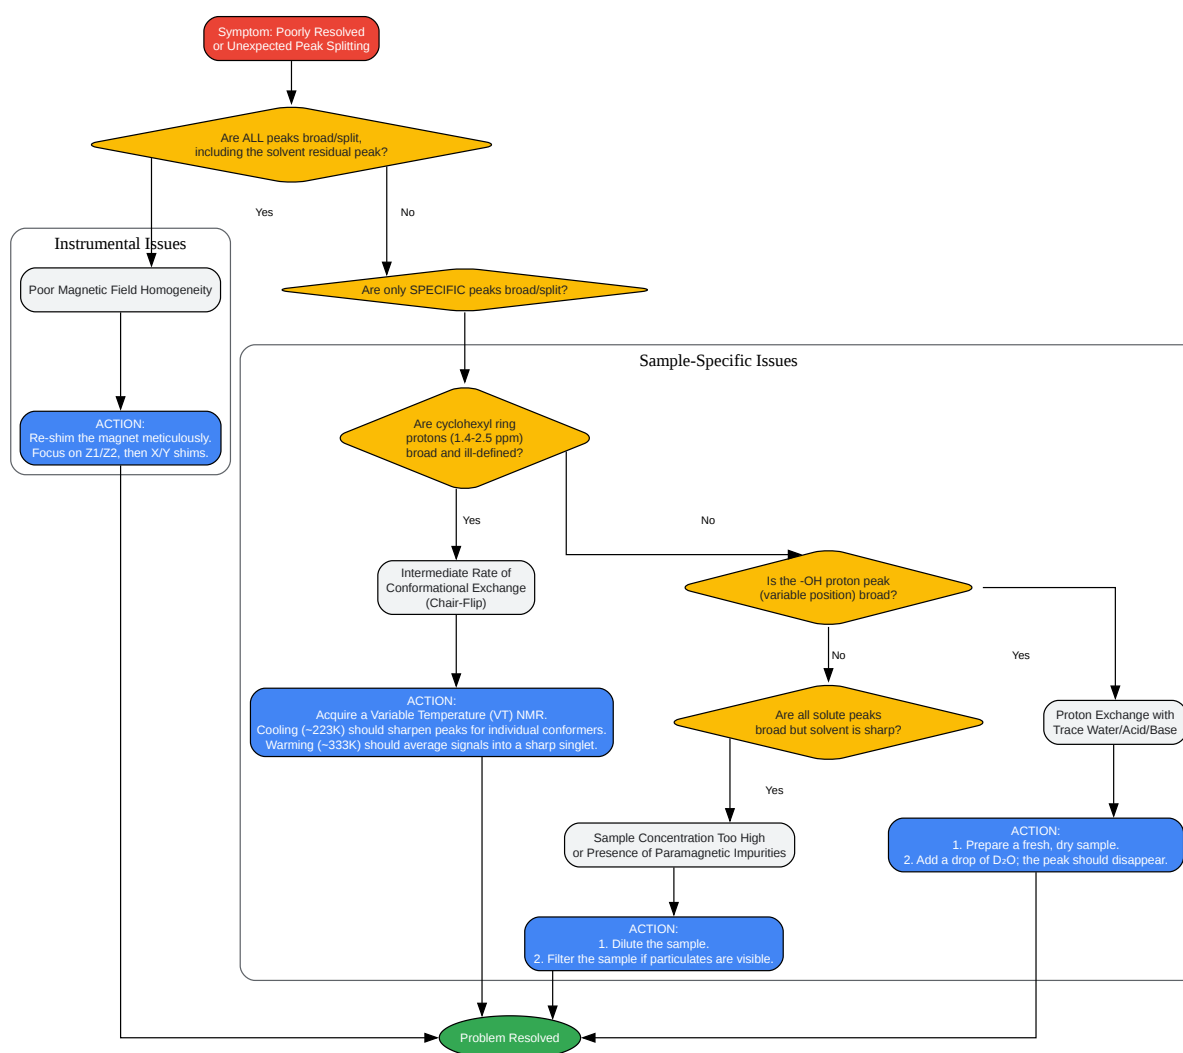 Symptom: Poorly Resolved
or Unexpected Peak Splitting
Are ALL peaks broad/split,
including the solvent residual peak?
Yes
No
Instrumental Issues
Poor Magnetic Field Homogeneity
Are only SPECIFIC peaks broad/split?
ACTION:
Re-shim the magnet meticulously.
Focus on Z1/Z2, then X/Y shims.
Sample-Specific Issues
Are cyclohexyl ring
protons (1.4-2.5 ppm)
broad and ill-defined?
Yes
No
Intermediate Rate of
Conformational Exchange
(Chair-Flip)
Is the -OH proton peak
(variable position) broad?
No
Yes
ACTION:
Acquire a Variable Temperature (VT) NMR.
Cooling (~223K) should sharpen peaks for individual conformers.
Warming (~333K) should average signals into a sharp singlet.
Are all solute peaks
broad but solvent is sharp?
Proton Exchange with
Trace Water/Acid/Base
Yes
Sample Concentration Too High
or Presence of Paramagnetic Impurities
ACTION:
1. Prepare a fresh, dry sample.
2. Add a drop of D₂O; the peak should disappear.
ACTION:
1. Dilute the sample.
2. Filter the sample if particulates are visible.
Problem Resolved